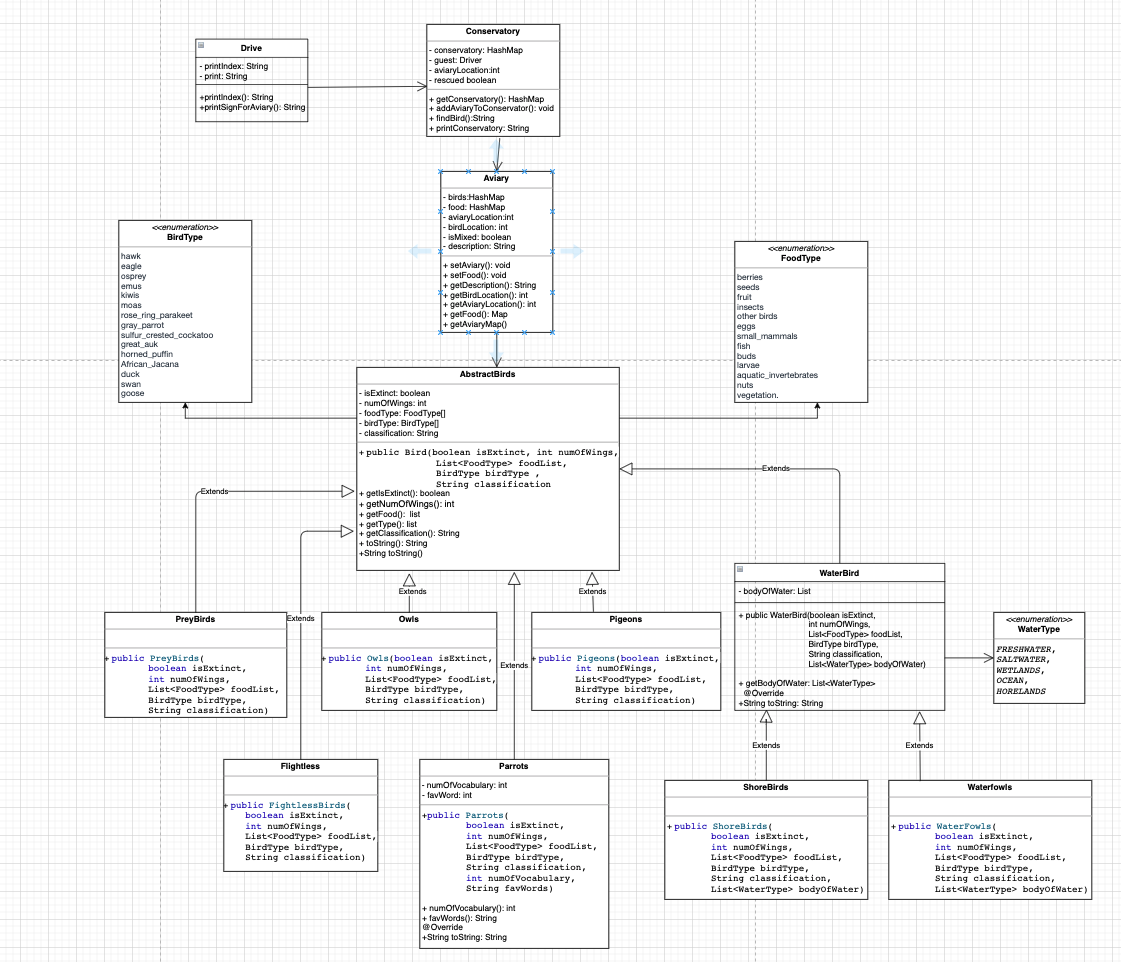 Drive
- printIndex: String
- print: String
+printIndex(): String
+printSignForAviary(): String
Conservatory
- conservatory: HashMap
- guest: Driver
- aviaryLocation:int
- rescued boolean
+ getConservatory(): HashMap
+ addAviaryToConservator(): void
+ findBird():String
+ printConservatory: String
Aviary
- birds:HashMap
- food: HashMap
- aviaryLocation:int
- birdLocation: int
- isMixed: boolean
- description: String
+ setAviary(): void
+ setFood(): void
+ getDescription(): String
+ getBirdLocation(): int
+ getAviaryLocation(): int
+ getFood(): Map
+ getAviaryMap()
<<enumeration>>
BirdType
hawk
eagle
osprey
emus
kiwis
moas
rose_ring_parakeet
gray_parrot
sulfur_crested_cockatoo
great_auk
horned_puffin
African_Jacana
duck
swan
goose
<<enumeration>>
FoodType
berries
seeds
fruit
insects
other birds
eggs
small_mammals
fish
buds
larvae
aquatic_invertebrates
nuts
vegetation.
AbstractBirds
- isExtinct: boolean
- numOfWings: int
- foodType: FoodType[]
- birdType: BirdType[]
- classification: String
+ public Bird(boolean isExtinct, int numOfWings,
List<FoodType> foodList,
BirdType birdType ,
String classification
+ getIsExtinct(): boolean
+ getNumOfWings(): int
+ getFood():  list
+ getType(): list
+ getClassification(): String
+ toString(): String
+String toString()
Extends
Extends
Extends
Extends
Extends
Extends
PreyBirds
+ public PreyBirds(
boolean isExtinct,
int numOfWings,
List<FoodType> foodList,
BirdType birdType,
String classification)
Owls
+ public Owls(boolean isExtinct,
int numOfWings,
List<FoodType> foodList,
BirdType birdType,
String classification)
Pigeons
+ public Pigeons(boolean isExtinct,
int numOfWings,
List<FoodType> foodList,
BirdType birdType,
String classification)
WaterBird
- bodyOfWater: List
+ public WaterBird(boolean isExtinct,
int numOfWings,
List<FoodType> foodList,
BirdType birdType,
String classification,
List<WaterType> bodyOfWater)
+ getBodyOfWater: List<WaterType>
@Override
+String toString: String
<<enumeration>>
WaterType
FRESHWATER,
SALTWATER,
WETLANDS,
OCEAN,
HORELANDS
Extends
Extends
Flightless
+ public FightlessBirds(
boolean isExtinct,
int numOfWings,
List<FoodType> foodList,
BirdType birdType,
String classification)
Parrots
- numOfVocabulary: int
- favWord: int
+public Parrots(
boolean isExtinct,
int numOfWings,
List<FoodType> foodList,
BirdType birdType,
String classification,
int numOfVocabulary,
String favWords)
+ numOfVocabulary(): int
+ favWords(): String
@Override
+String toString: String
ShoreBirds
+ public ShoreBirds(
boolean isExtinct,
int numOfWings,
List<FoodType> foodList,
BirdType birdType,
String classification,
List<WaterType> bodyOfWater)
Waterfowls
+ public WaterFowls(
boolean isExtinct,
int numOfWings,
List<FoodType> foodList,
BirdType birdType,
String classification,
List<WaterType> bodyOfWater)